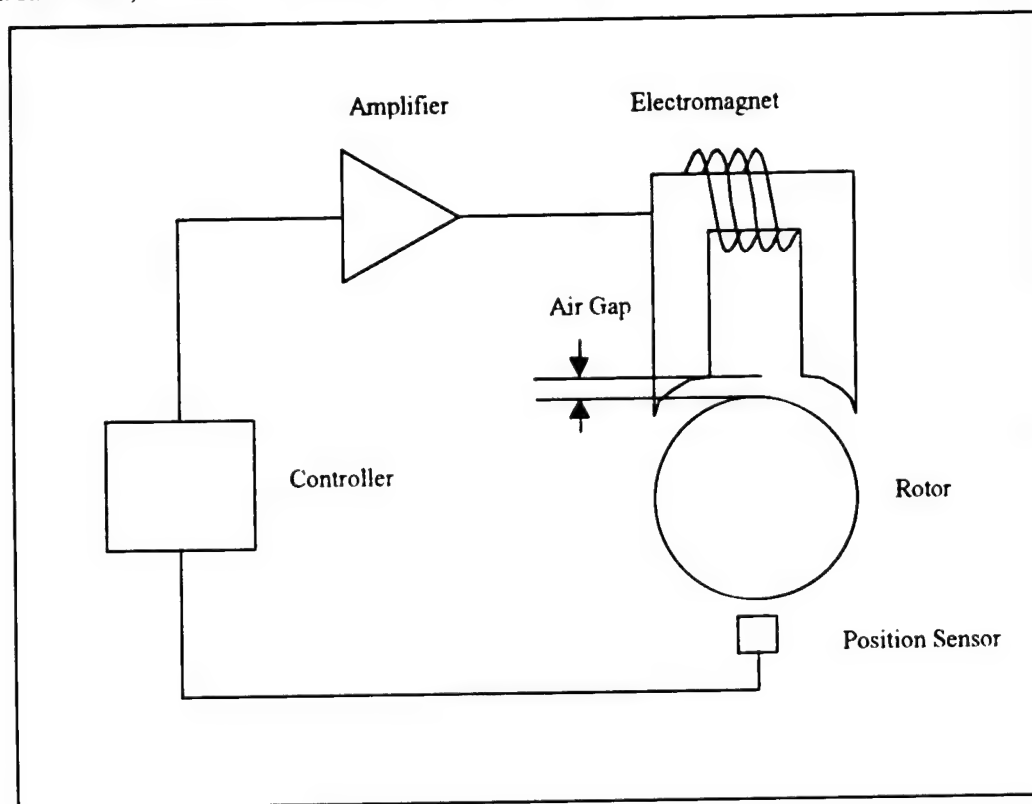 Amplifier
Electromagnet
Air Gap
Controller
Rotor
Position Sensor